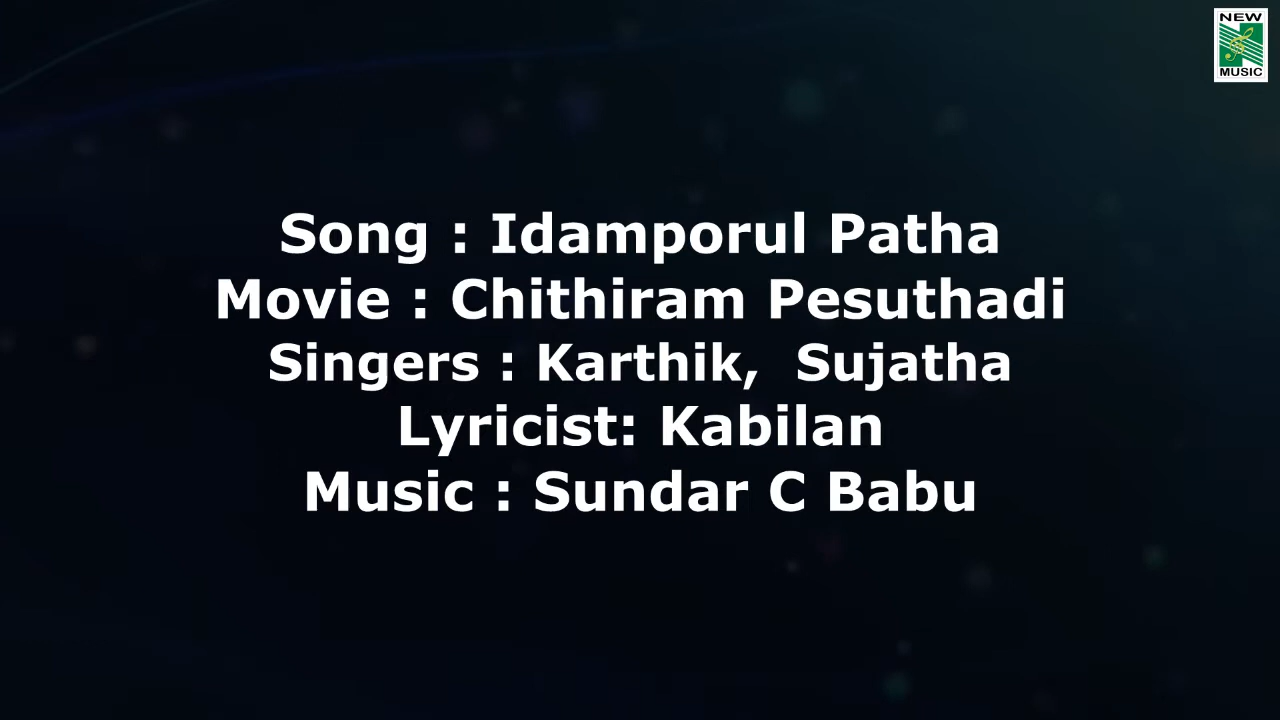 NEW
MUSIC
Song : Idamporul Patha
Movie : Chithiram Pesuthadi
Singers : Karthik,  Sujatha
Lyricist: Kabilan
Music : Sundar C Babu